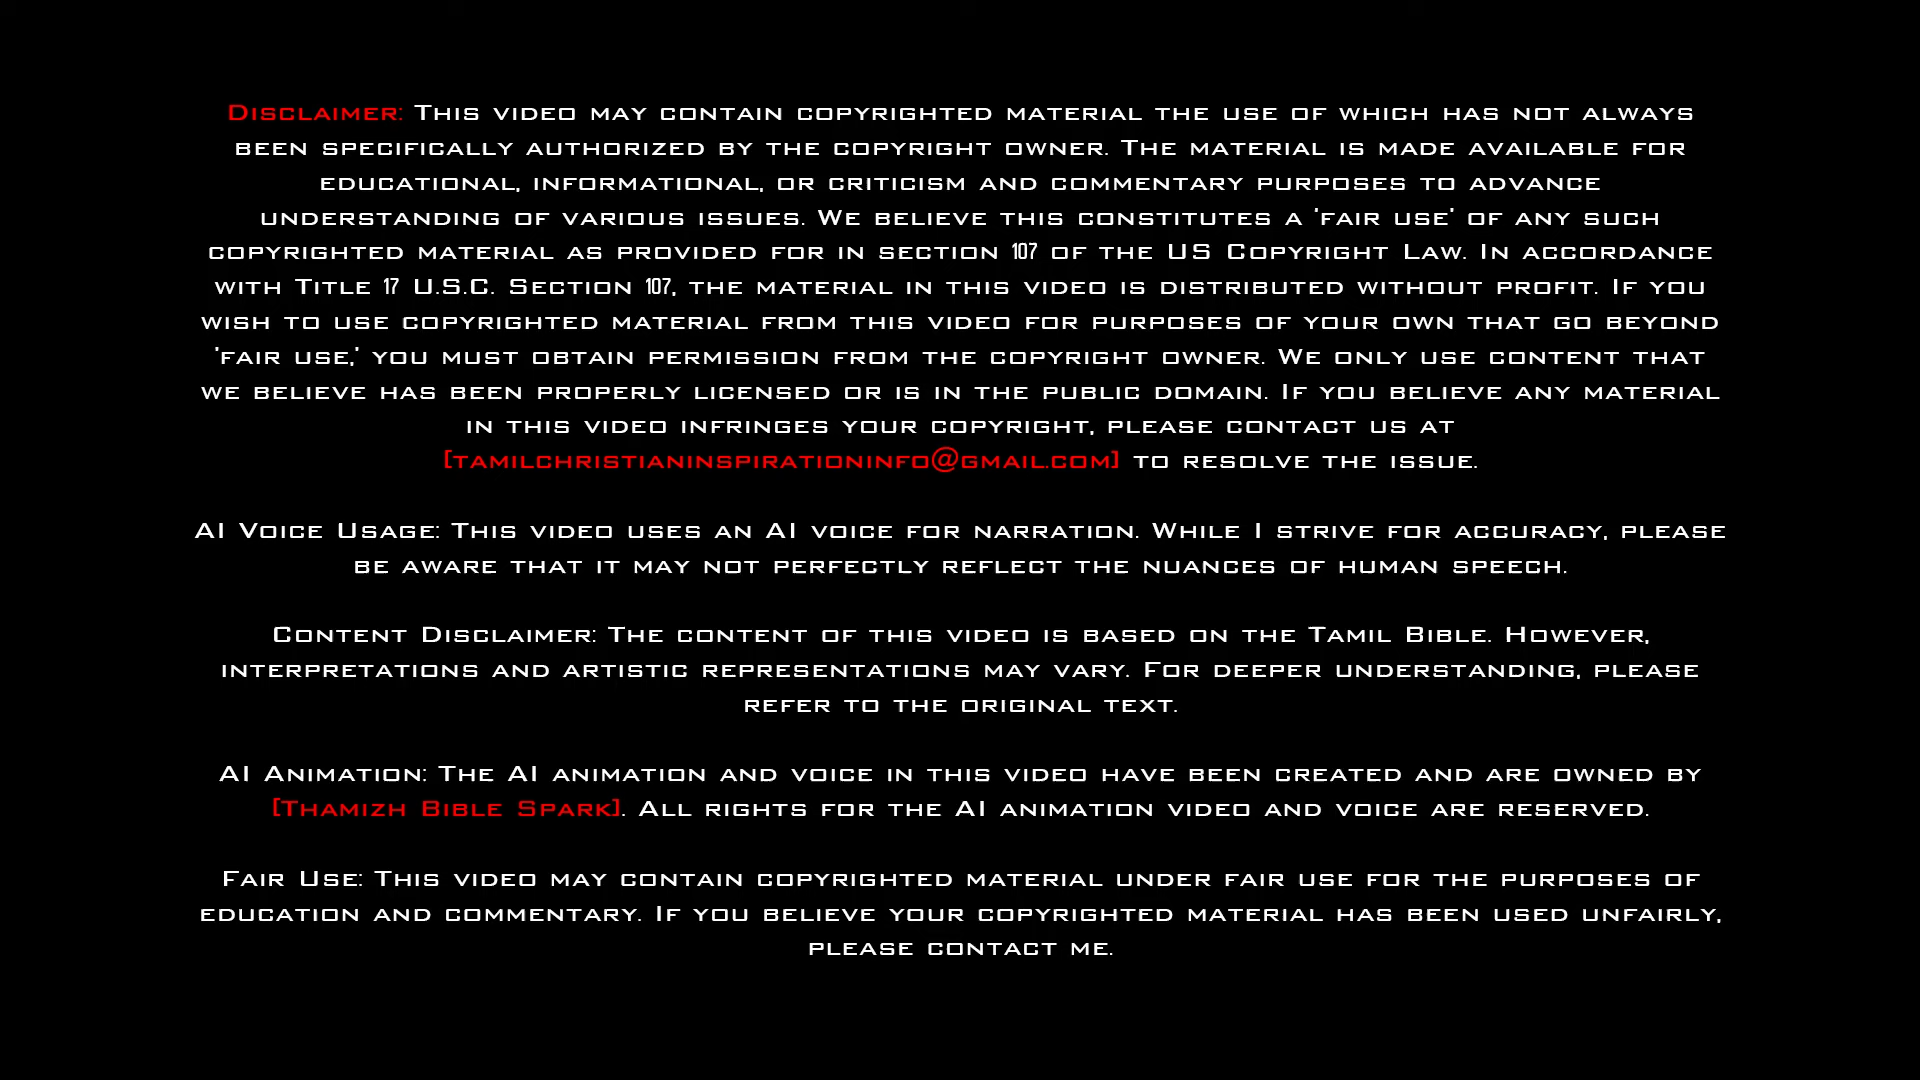 Disclaimer: This video may contain copyrighted material the use of which has not always
been specifically authorized by the copyright owner. The material is made available for
educational, informational, or criticism and commentary purposes to advance
understanding of various issues. We believe this constitutes a 'fair use' of any such
copyrighted material as provided for in section 107 of the US Copyright Law. In accordance
with Title 17 U.S.C. Section 107, the material in this video is distributed without profit. If you
wish to use copyrighted material from this video for purposes of your own that go beyond
'fair use,' you must obtain permission from the copyright owner. We only use content that
we believe has been properly licensed or is in the public domain. If you believe any material
in this video infringes your copyright, please contact us at
[tamilchristianinspirationinfo@gmail.com] to resolve the issue.
AI Voice Usage: This video uses an AI voice for narration. While I strive for accuracy, please
be aware that it may not perfectly reflect the nuances of human speech.
Content Disclaimer: The content of this video is based on the Tamil Bible. However,
interpretations and artistic representations may vary. For deeper understanding, please
refer to the original text.
AI Animation: The AI animation and voice in this video have been created and are owned by
[Thamizh Bible Spark]. All rights for the AI animation video and voice are reserved.
Fair Use: This video may contain copyrighted material under fair use for the purposes of
education and commentary. If you believe your copyrighted material has been used unfairly,
please contact me.